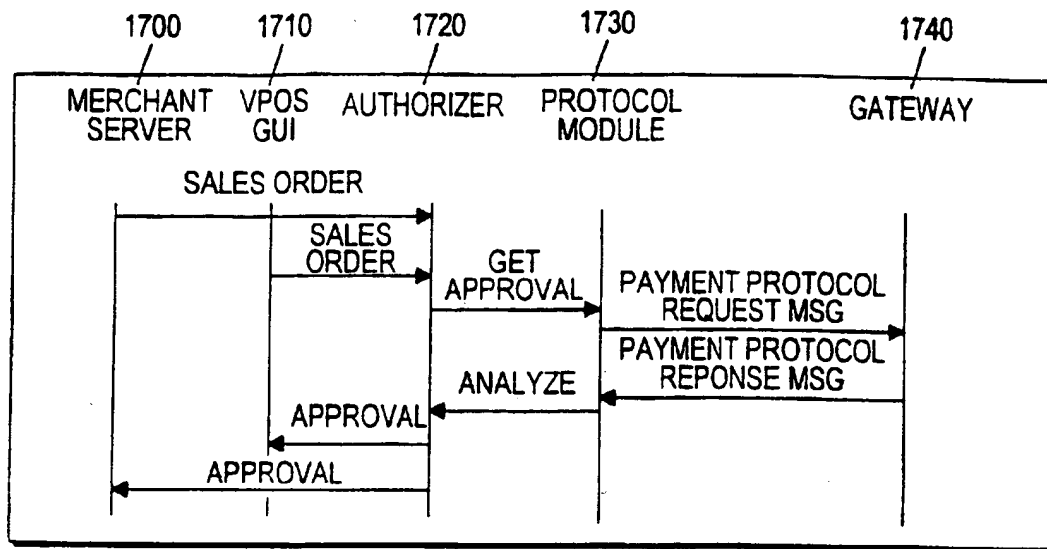 1700 1710 1720 1730 1740
MERCHANT SERVER
VPOS GUI
AUTHORIZER
PROTOCOL MODULE
GATEWAY
SALES ORDER
SALES
ORDER
GET
APPROVAL
PAYMENT PROTOCOL
REQUEST MSG
PAYMENT PROTOCOL
REPONSE MSG
ANALYZE
APPROVAL
APPROVAL